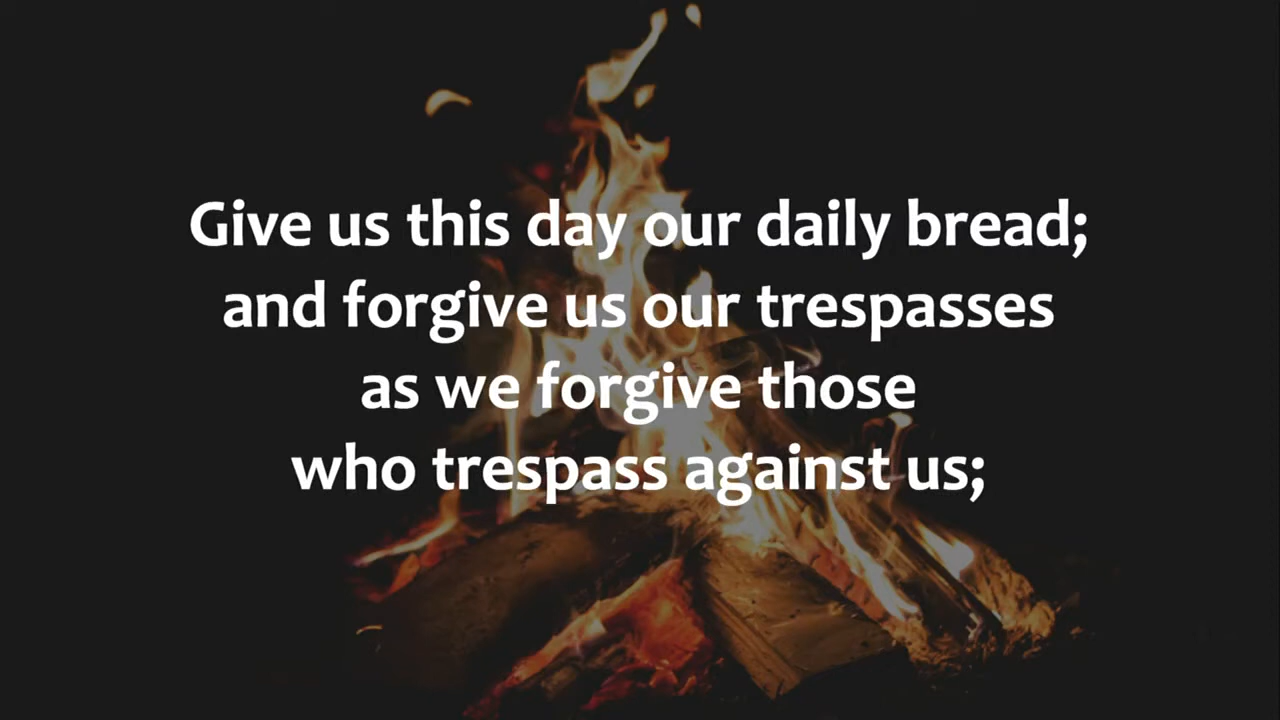 Give us this day our daily bread;
and forgive us our trespasses
as we forgive those
who trespass against us;